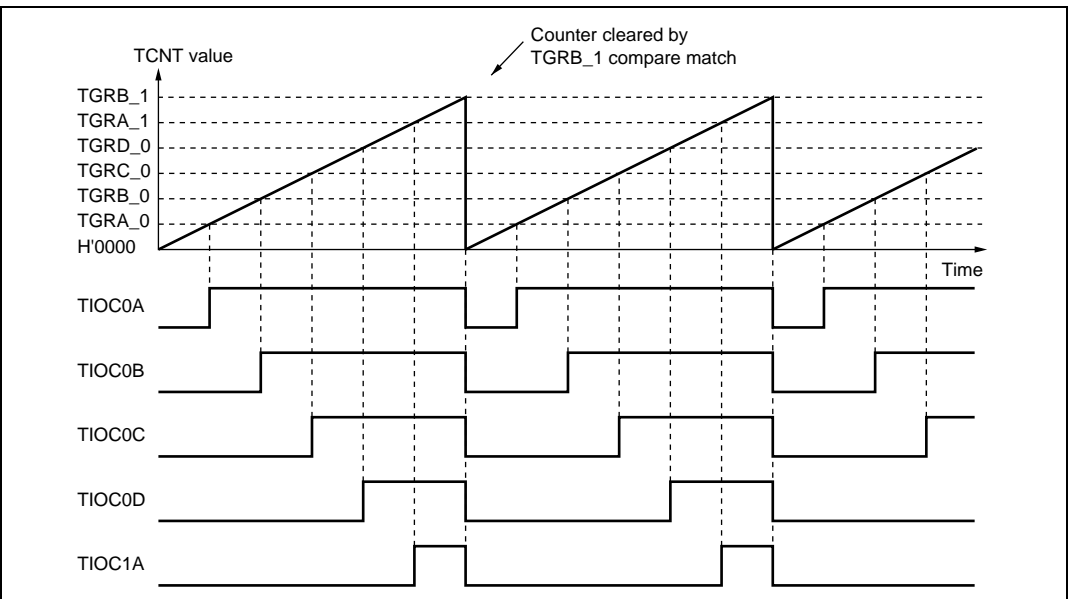 Counter cleared by
TGRB_1 compare match
TCNT value
TGRB_1
TGRA_1
TGRD_0
TGRC_0
TGRB_0
TGRA_0
H'0000
Time
TIOC0A
TIOC0B
TIOC0C
TIOC0D
TIOC1A